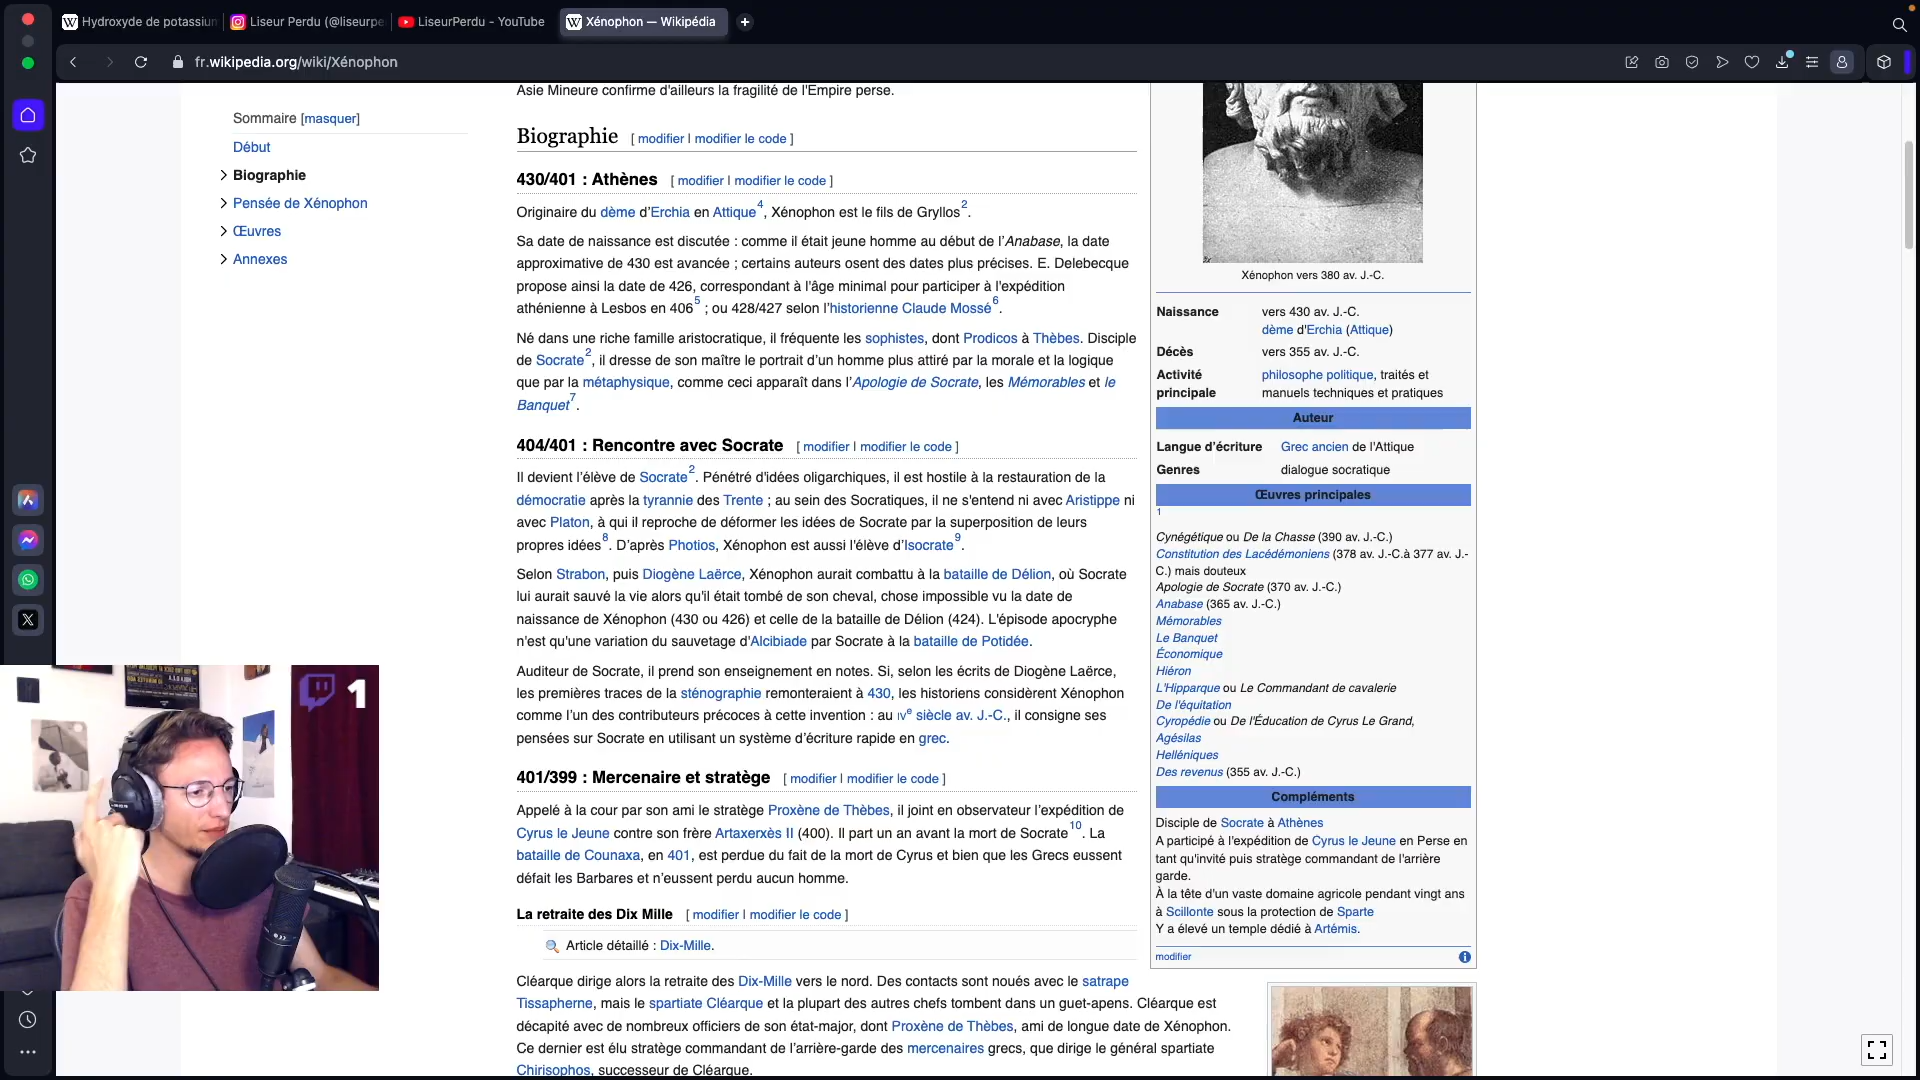 Hydroxyde de potassium
Liseur Perdu (@liseurpe
LiseurPerdu - YouTube
Xénophon — Wikipédia
fr.wikipedia.org/wiki/Xénophon
Sommaire [masquer]
Début
Biographie
Pensée de Xénophon
Œuvres
Annexes
Asie Mineure confirme d'ailleurs la fragilité de l'Empire perse.
Biographie [ modifier | modifier le code ]
430/401 : Athènes [ modifier | modifier le code ]
Originaire du dème d'Erchia en Attique4, Xénophon est le fils de Gryllos2.
Sa date de naissance est discutée : comme il était jeune homme au début de l'Anabase, la date
approximative de 430 est avancée ; certains auteurs osent des dates plus précises. E. Delebecque
propose ainsi la date de 426, correspondant à l'âge minimal pour participer à l'expédition
athénienne à Lesbos en 4065 ; ou 428/427 selon l'historienne Claude Mossé6.
Né dans une riche famille aristocratique, il fréquente les sophistes, dont Prodicos à Thèbes. Disciple
de Socrate2, il dresse de son maître le portrait d'un homme plus attiré par la morale et la logique
que par la métaphysique, comme ceci apparaît dans l'Apologie de Socrate, les Mémorables et le
Banquet7.
404/401 : Rencontre avec Socrate [ modifier | modifier le code ]
Il devient l'élève de Socrate2. Pénétré d'idées oligarchiques, il est hostile à la restauration de la
démocratie après la tyrannie des Trente ; au sein des Socratiques, il ne s'entend ni avec Aristippe ni
avec Platon, à qui il reproche de déformer les idées de Socrate par la superposition de leurs
propres idées8. D'après Photios, Xénophon est aussi l'élève d'Isocrate9.
Selon Strabon, puis Diogène Laërce, Xénophon aurait combattu à la bataille de Délion, où Socrate
lui aurait sauvé la vie alors qu'il était tombé de son cheval, chose impossible vu la date de
naissance de Xénophon (430 ou 426) et celle de la bataille de Délion (424). L'épisode apocryphe
n'est qu'une variation du sauvetage d'Alcibiade par Socrate à la bataille de Potidée.
Auditeur de Socrate, il prend son enseignement en notes. Si, selon les écrits de Diogène Laërce,
les premières traces de la sténographie remonteraient à 430, les historiens considèrent Xénophon
comme l'un des contributeurs précoces à cette invention : au IVe siècle av. J.-C., il consigne ses
pensées sur Socrate en utilisant un système d'écriture rapide en grec.
401/399 : Mercenaire et stratège [ modifier | modifier le code ]
Appelé à la cour par son ami le stratège Proxène de Thèbes, il joint en observateur l'expédition de
Cyrus le Jeune contre son frère Artaxerxès II (400). Il part un an avant la mort de Socrate10. La
bataille de Counaxa, en 401, est perdue du fait de la mort de Cyrus et bien que les Grecs eussent
défait les Barbares et n'eussent perdu aucun homme.
La retraite des Dix Mille [ modifier | modifier le code ]
Article détaillé : Dix-Mille.
Cléarque dirige alors la retraite des Dix-Mille vers le nord. Des contacts sont noués avec le satrape
Tissapherne, mais le spartiate Cléarque et la plupart des autres chefs tombent dans un guet-apens. Cléarque est
décapité avec de nombreux officiers de son état-major, dont Proxène de Thèbes, ami de longue date de Xénophon.
Ce dernier est élu stratège commandant de l'arrière-garde des mercenaires grecs, que dirige le général spartiate
Chirisophos, successeur de Cléarque.
Xénophon vers 380 av. J.-C.
Naissance vers 430 av. J.-C.
dème d'Erchia (Attique)
Décès vers 355 av. J.-C.
Activité philosophe politique, traités et
principale manuels techniques et pratiques
Auteur
Langue d'écriture Grec ancien de l'Attique
Genres dialogue socratique
Œuvres principales
1
Cynégétique ou De la Chasse (390 av. J.-C.)
Constitution des Lacédémoniens (378 av. J.-C.à 377 av. J.-
C.) mais douteux
Apologie de Socrate (370 av. J.-C.)
Anabase (365 av. J.-C.)
Mémorables
Le Banquet
Économique
Hiéron
L'Hipparque ou Le Commandant de cavalerie
De l'équitation
Cyropédie ou De l'Éducation de Cyrus Le Grand,
Agésilas
Helléniques
Des revenus (355 av. J.-C.)
Compléments
Disciple de Socrate à Athènes
A participé à l'expédition de Cyrus le Jeune en Perse en
tant qu'invité puis stratège commandant de l'arrière
garde.
À la tête d'un vaste domaine agricole pendant vingt ans
à Scillonte sous la protection de Sparte
Y a élevé un temple dédié à Artémis.
modifier
1